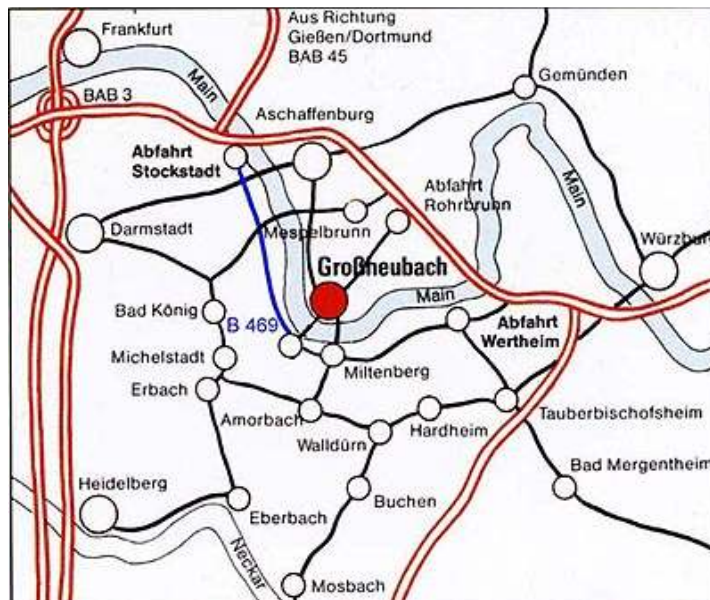 Frankfurt
Aus Richtung
Gießen/Dortmund
BAB 45
Gemünden
BAB 3
Main
Aschaffenburg
Abfahrt
Stockstadt
Abfahrt
Rohrbrunn
Main
Darmstadt
Mespelbrunn
Würzburg
Großheubach
Main
Bad König
B 469
Abfahrt
Wertheim
Michelstadt
Miltenberg
Erbach
Amorbach
Hardheim
Tauberbischofsheim
Walldürn
Bad Mergentheim
Heidelberg
Buchen
Eberbach
Neckar
Mosbach